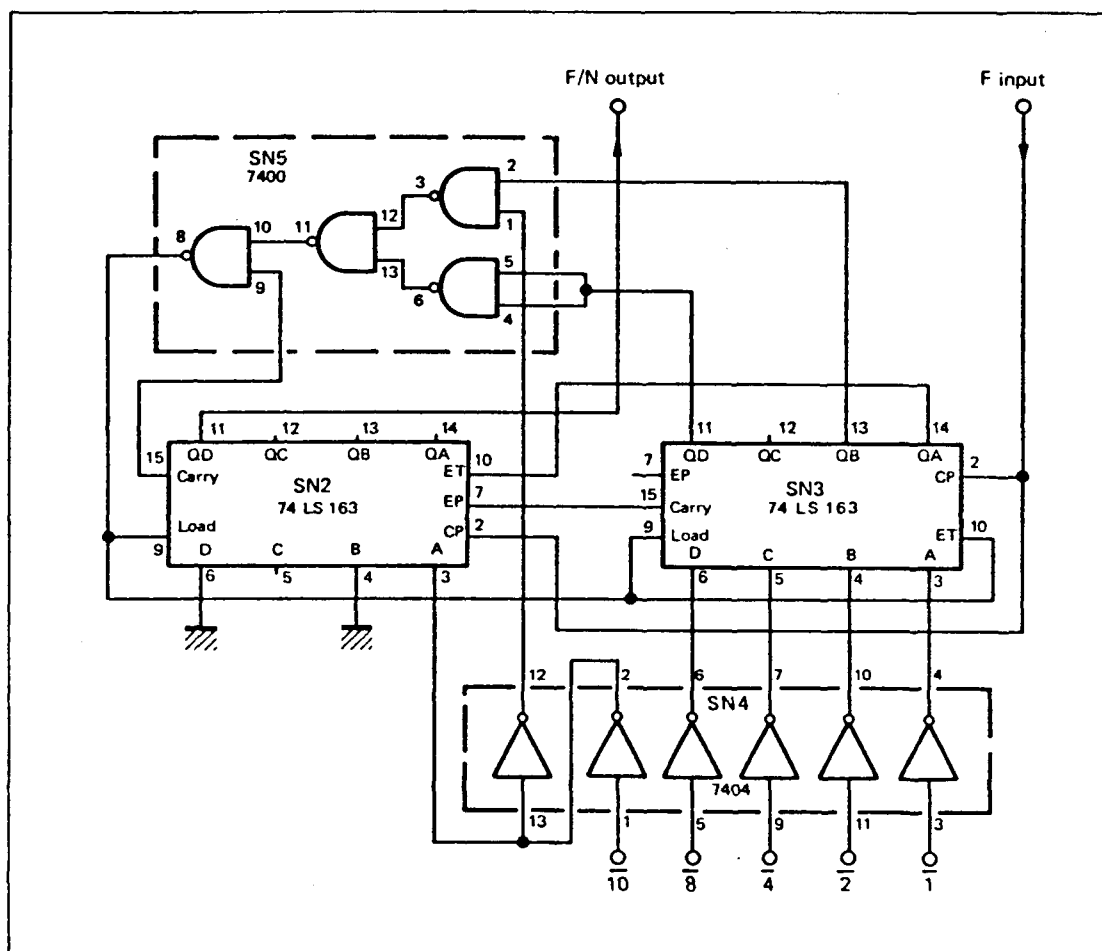 F/N output F input
SN5
7400
3 2
12 1
8 10 11
13 5
9 6 4
11 12 13 14 11 12 13 14
QD QC QB QA QD QC QB QA
15 Carry ET 10 7 EP CP 2
SN2 SN3
74 LS 163 74 LS 163
EP 7 15 Carry
Load CP 2 9 Load ET 10
9 D C B A D C B A
6 5 4 3 6 5 4 3
12 2 6 7 10 4
SN4
7404
13 1 5 9 11 3
10 8 4 2 1